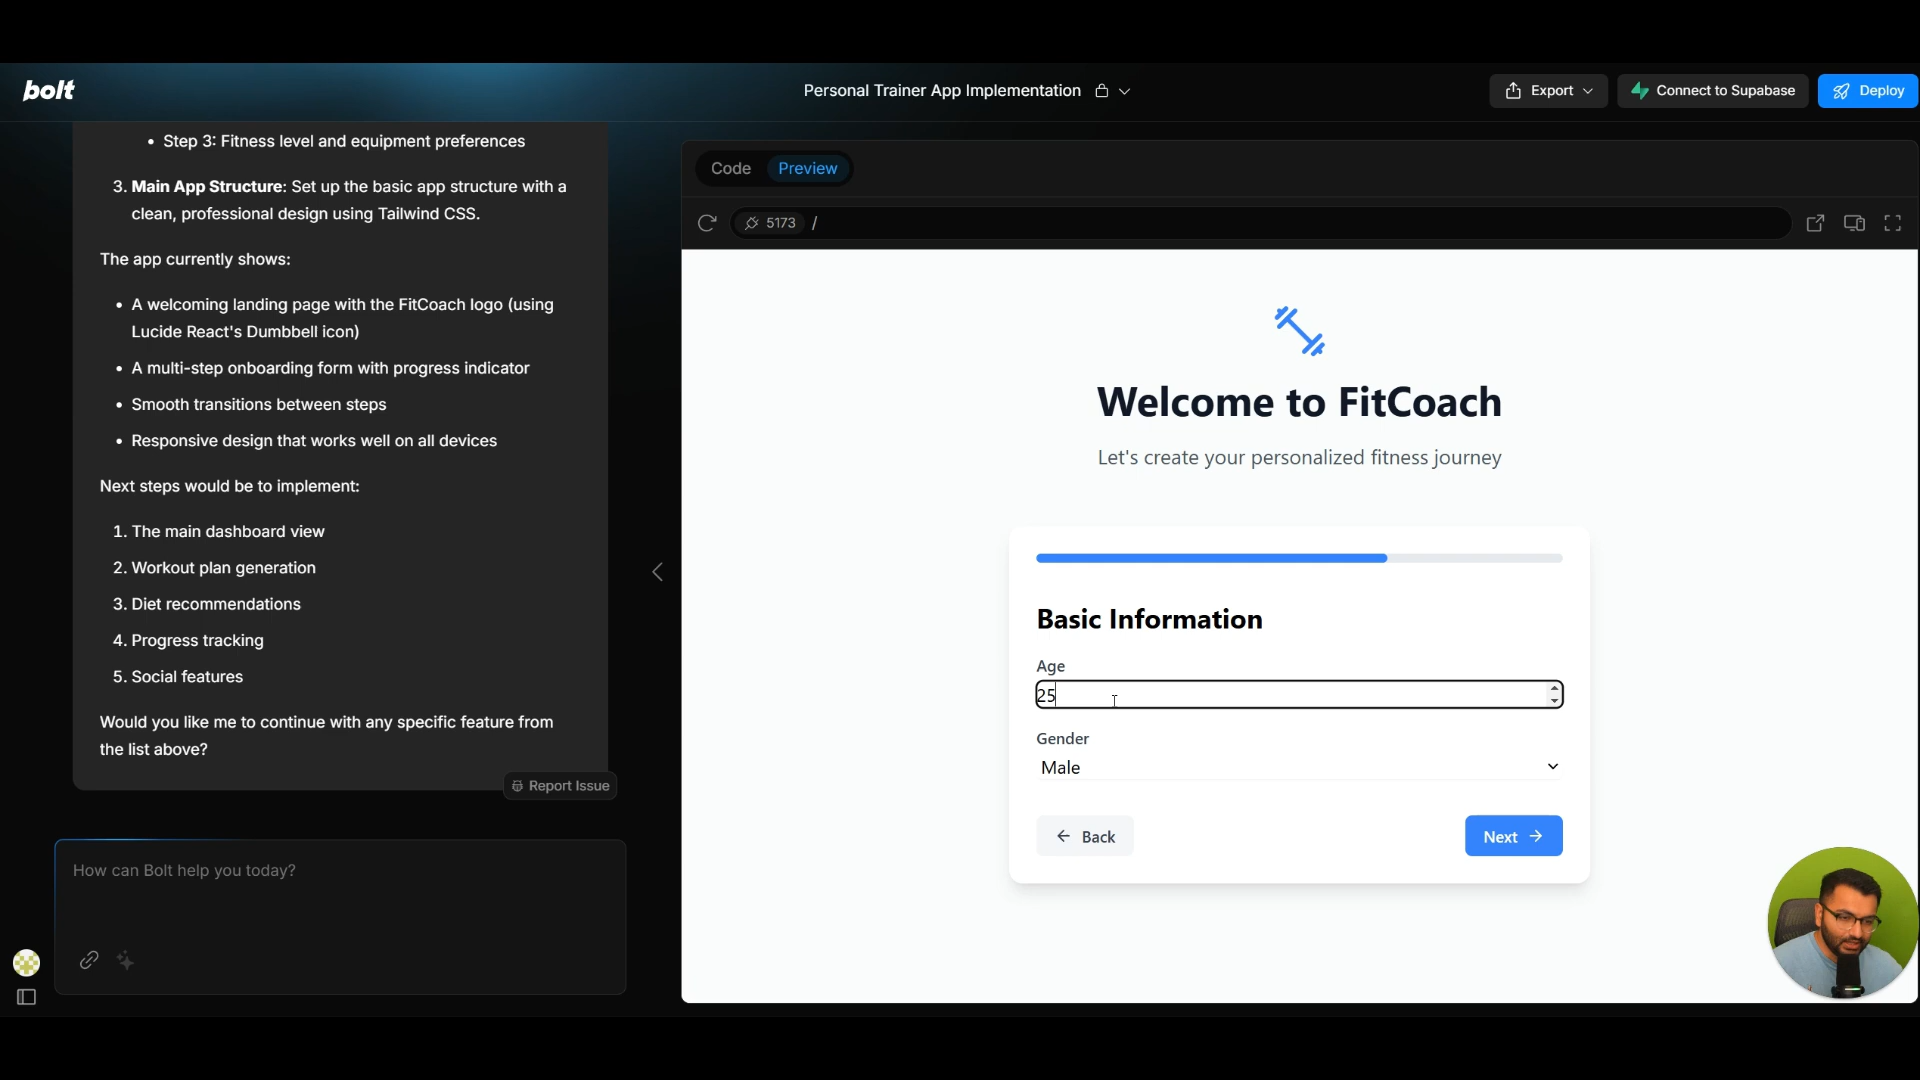 bolt
Personal Trainer App Implementation
Export
Connect to Supabase
Deploy
• Step 3: Fitness level and equipment preferences
3. Main App Structure: Set up the basic app structure with a
clean, professional design using Tailwind CSS.
The app currently shows:
• A welcoming landing page with the FitCoach logo (using
Lucide React's Dumbbell icon)
• A multi-step onboarding form with progress indicator
• Smooth transitions between steps
• Responsive design that works well on all devices
Next steps would be to implement:
1. The main dashboard view
2. Workout plan generation
3. Diet recommendations
4. Progress tracking
5. Social features
Would you like me to continue with any specific feature from
the list above?
Report Issue
How can Bolt help you today?
Code
Preview
5173 /
Welcome to FitCoach
Let's create your personalized fitness journey
Basic Information
Age
25
Gender
Male
Back
Next